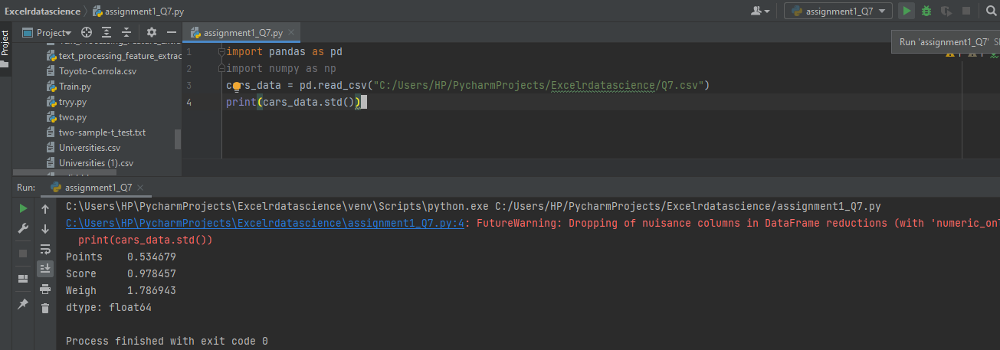 Excelrdatascience assignment1_Q7.py
assignment1_Q7
Project
Project
assignment1_Q7.py
Run 'assignment1_Q7'
text_processing_feature_extrac
Toyoto-Corrola.csv
Train.py
tryy.py
two.py
two-sample-t_test.txt
Universities.csv
Universities (1).csv
1 import pandas as pd
2 import numpy as np
3 cars_data = pd.read_csv("C:/Users/HP/PycharmProjects/Excelrdatascience/Q7.csv")
4 print(cars_data.std())
Run: assignment1_Q7
C:\Users\HP\PycharmProjects\Excelrdatascience\venv\Scripts\python.exe C:/Users/HP/PycharmProjects/Excelrdatascience/assignment1_Q7.py
C:\Users\HP\PycharmProjects\Excelrdatascience\assignment1_Q7.py:4: FutureWarning: Dropping of nuisance columns in DataFrame reductions (with 'numeric_on
print(cars_data.std())
Points 0.534679
Score 0.978457
Weigh 1.786943
dtype: float64
Process finished with exit code 0